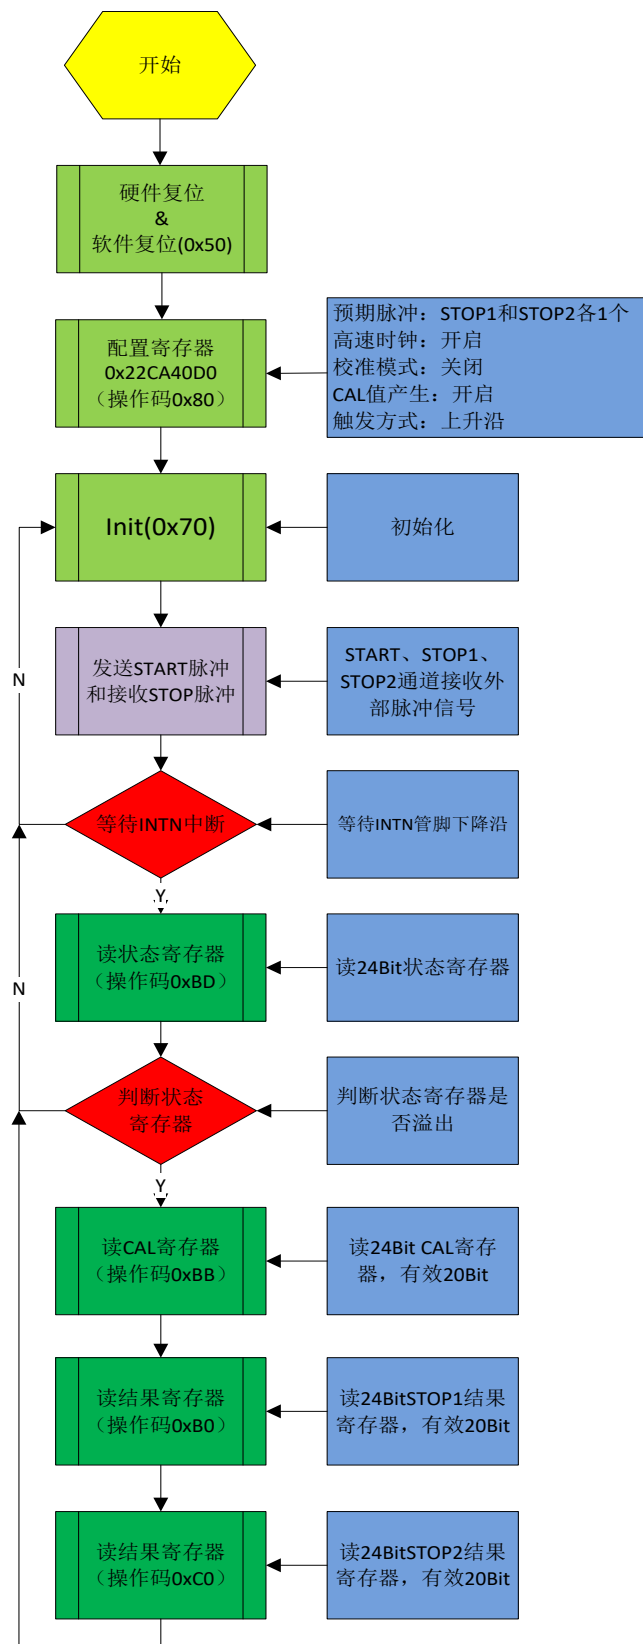 开始
硬件复位
&
软件复位(0x50)
配置寄存器
0x22CA40D0
（操作码0x80）
预期脉冲：STOP1和STOP2各1个
高速时钟：开启
校准模式：关闭
CAL值产生：开启
触发方式：上升沿
Init(0x70)
初始化
N
发送START脉冲
和接收STOP脉冲
START、STOP1、
STOP2通道接收外
部脉冲信号
等待INTN中断
等待INTN管脚下降沿
Y
读状态寄存器
（操作码0xBD）
读24Bit状态寄存器
N
判断状态
寄存器
判断状态寄存器是
否溢出
Y
读CAL寄存器
（操作码0xBB）
读24Bit CAL寄存
器，有效20Bit
读结果寄存器
（操作码0xB0）
读24BitSTOP1结果
寄存器，有效20Bit
读结果寄存器
（操作码0xC0）
读24BitSTOP2结果
寄存器，有效20Bit